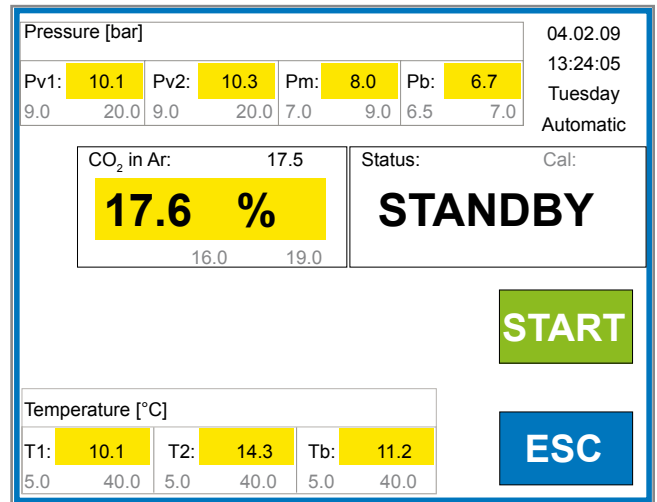 Pressure [bar]
04.02.09
13:24:05
Tuesday
Automatic
Pv1: 10.1 Pv2: 10.3 Pm: 8.0 Pb: 6.7
9.0 20.0 9.0 20.0 7.0 9.0 6.5 7.0
CO₂ in Ar: 17.5
17.6 %
16.0 19.0
Status: Cal:
STANDBY
START
Temperature [°C]
T1: 10.1 T2: 14.3 Tb: 11.2
5.0 40.0 5.0 40.0 5.0 40.0
ESC